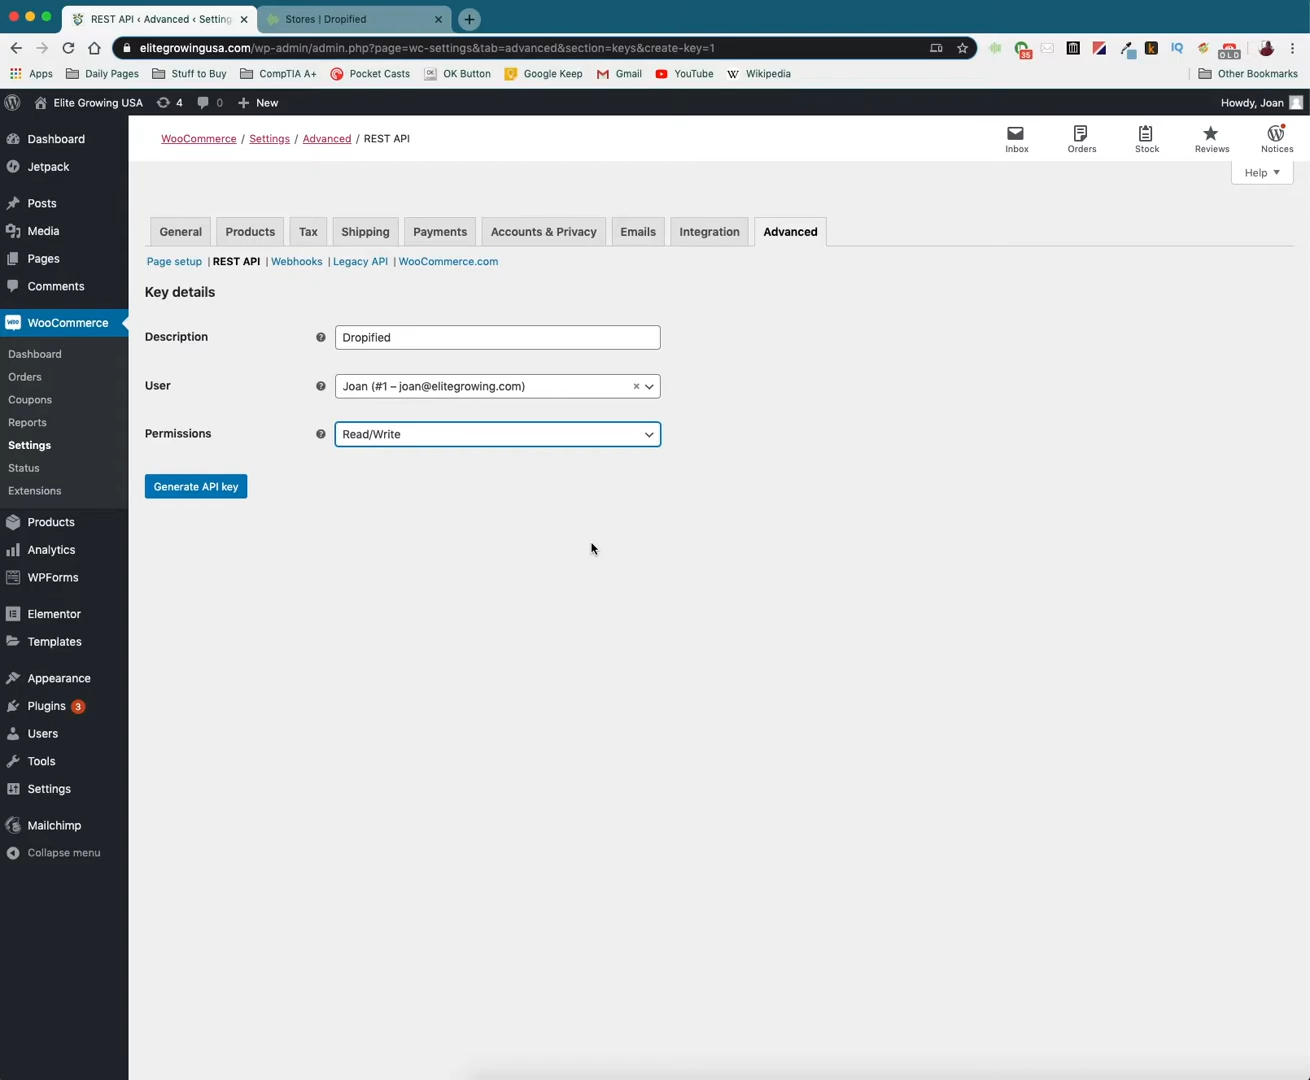 REST API ‹ Advanced ‹ Setting
Stores | Dropified
elitegrowingusa.com/wp-admin/admin.php?page=wc-settings&tab=advanced&section=keys&create-key=1
35
OLD
Apps
Daily Pages
Stuff to Buy
CompTIA A+
Pocket Casts
OK Button
Google Keep
Gmail
YouTube
Wikipedia
Other Bookmarks
Elite Growing USA
4
0
New
Howdy, Joan
Dashboard
Jetpack
Posts
Media
Pages
Comments
WooCommerce
Dashboard
Orders
Coupons
Reports
Settings
Status
Extensions
Products
Analytics
WPForms
Elementor
Templates
Appearance
Plugins 3
Users
Tools
Settings
Mailchimp
Collapse menu
WooCommerce / Settings / Advanced / REST API
Inbox
Orders
Stock
Reviews
Notices
Help
General
Products
Tax
Shipping
Payments
Accounts & Privacy
Emails
Integration
Advanced
Page setup | REST API | Webhooks | Legacy API | WooCommerce.com
Key details
Description
Dropified
User
Joan (#1 – joan@elitegrowing.com)
Permissions
Read/Write
Generate API key